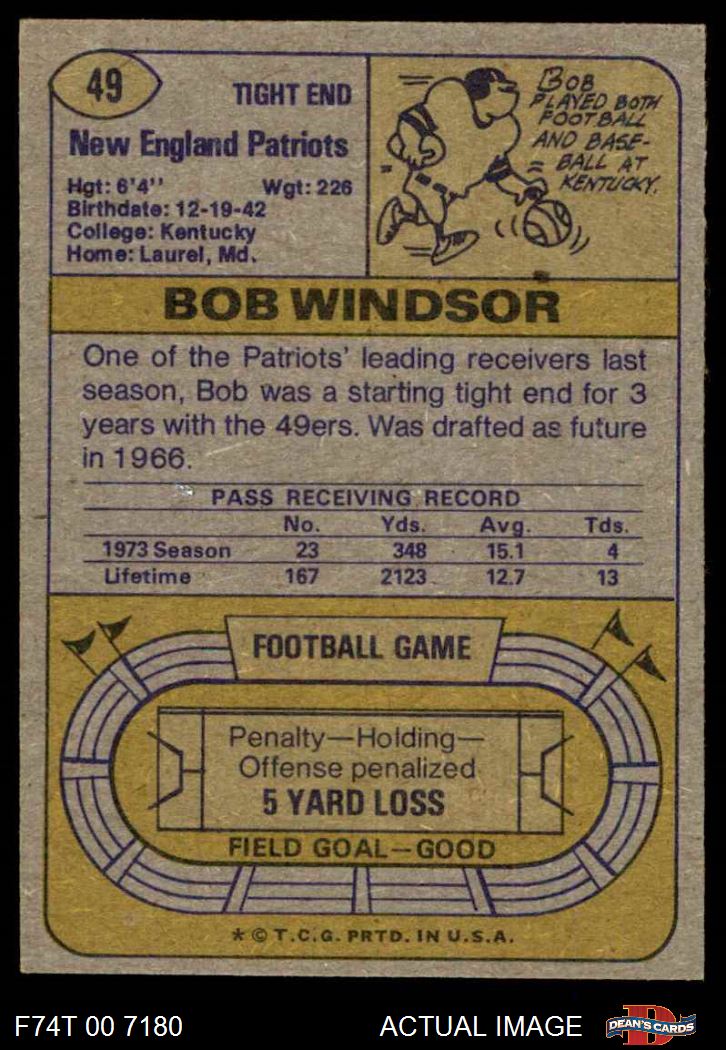 49
TIGHT END
New England Patriots
Hgt: 6'4'' Wgt: 226
Birthdate: 12-19-42
College: Kentucky
Home: Laurel, Md.
BOB
PLAYED BOTH
FOOTBALL
AND BASE-
BALL AT
KENTUCKY.
BOB WINDSOR
One of the Patriots' leading receivers last
season, Bob was a starting tight end for 3
years with the 49ers. Was drafted as future
in 1966.
PASS RECEIVING RECORD
No. Yds. Avg. Tds.
1973 Season 23 348 15.1 4
Lifetime 167 2123 12.7 13
FOOTBALL GAME
Penalty—Holding—
Offense penalized
5 YARD LOSS
FIELD GOAL—GOOD
* © T.C.G. PRTD. IN U.S.A.
F74T 00 7180 ACTUAL IMAGE DEAN'S CARDS